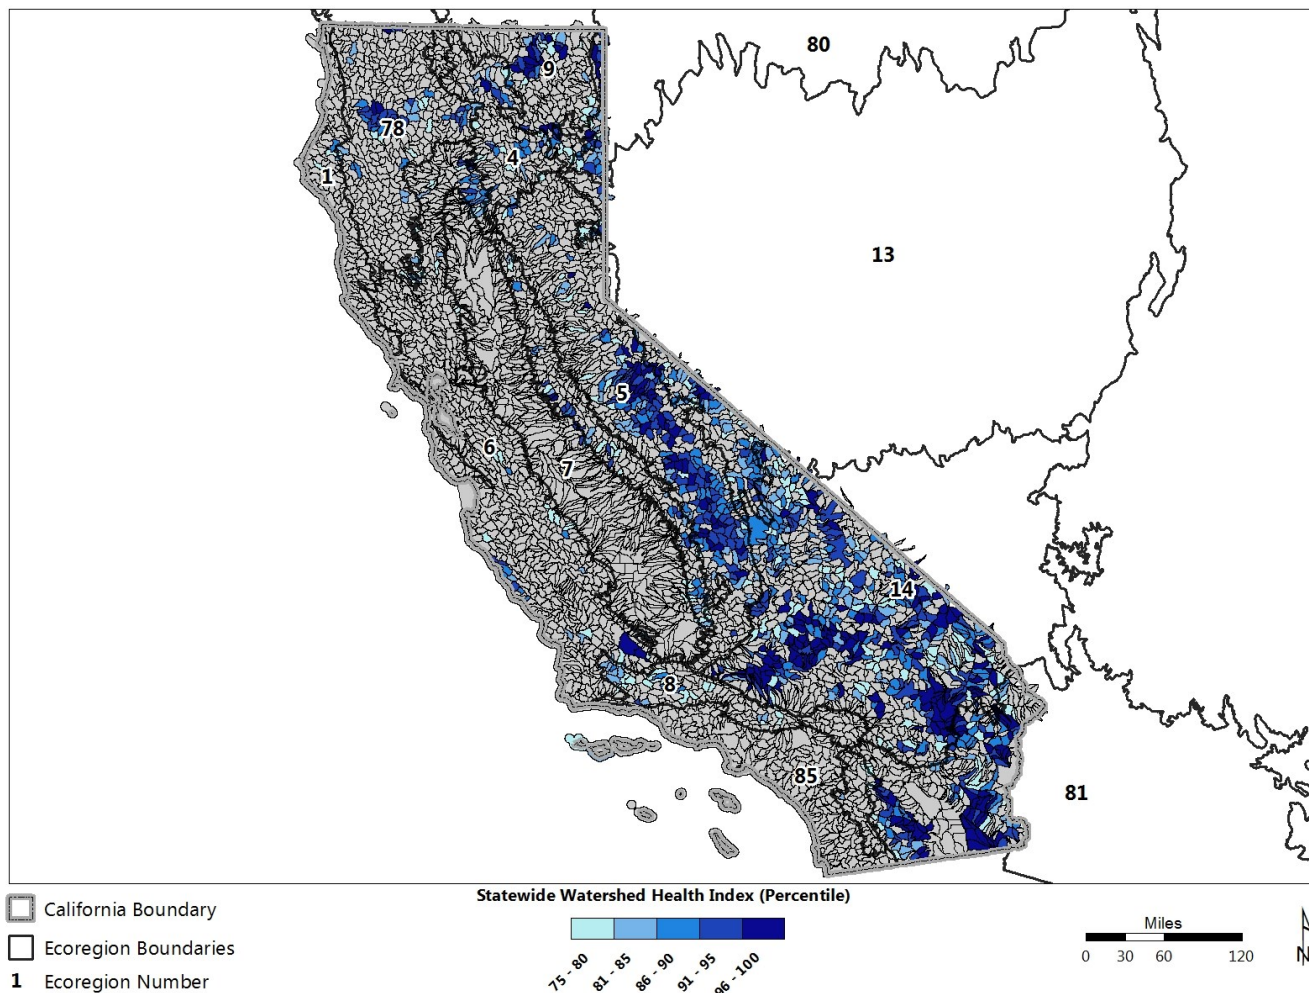 80
9
78
4
1
13
5
6
7
14
8
85
81
Statewide Watershed Health Index (Percentile)
California Boundary
Ecoregion Boundaries
1 Ecoregion Number
75 - 80
81 - 85
86 - 90
91 - 95
96 - 100
Miles
0 30 60 120
N